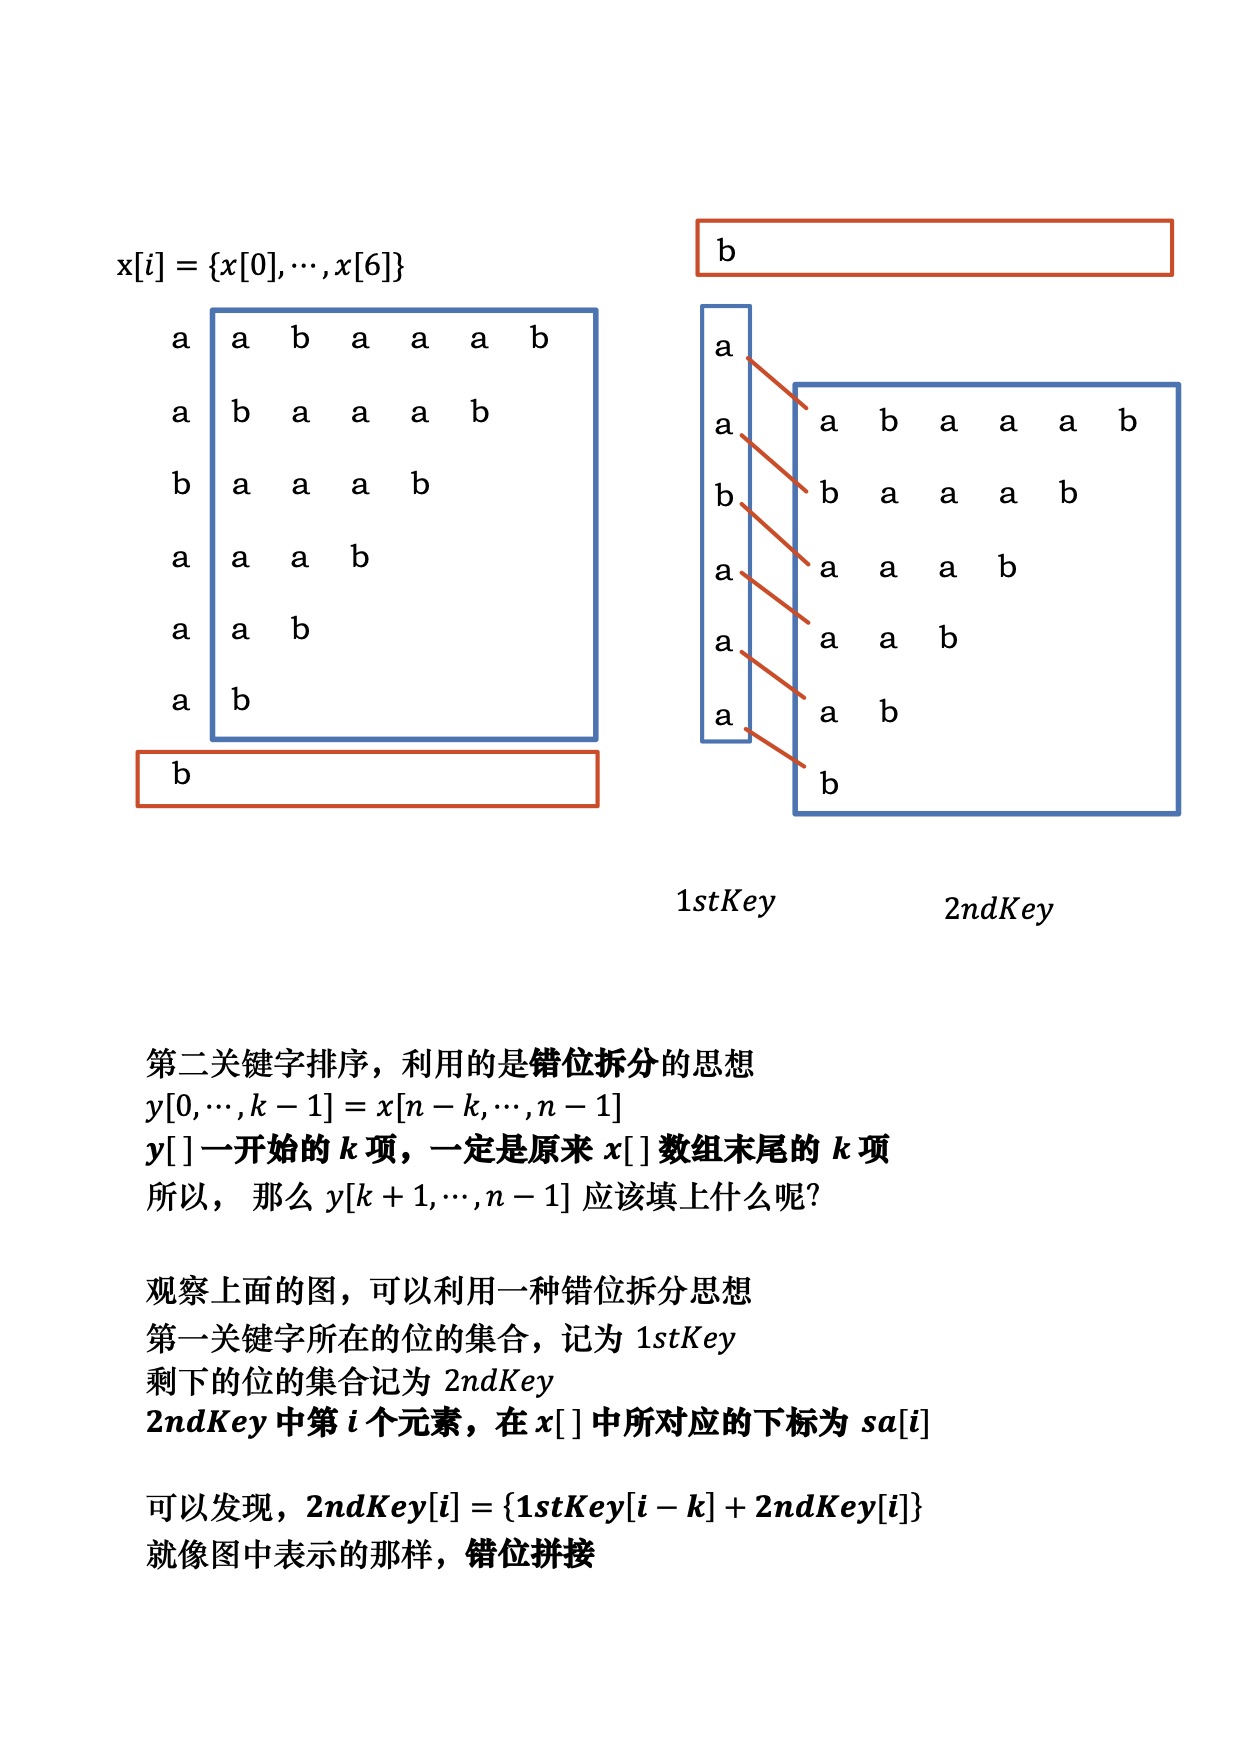 x[i] = {x[0], ⋯ , x[6]}
a a b a a a b
a b a a a b
b a a a b
a a a b
a a b
a b
b
b
a
a
b
a
a
a
a b a a a b
b a a a b
a a a b
a a b
a b
b
1stKey
2ndKey
第二关键字排序，利用的是错位拆分的思想
y[0, ⋯ , k − 1] = x[n − k, ⋯ , n − 1]
y[ ] 一开始的 k 项，一定是原来 x[ ] 数组末尾的 k 项
所以， 那么 y[k + 1, ⋯ , n − 1] 应该填上什么呢？
观察上面的图，可以利用一种错位拆分思想
第一关键字所在的位的集合，记为 1stKey
剩下的位的集合记为 2ndKey
2ndKey 中第 i 个元素，在 x[ ] 中所对应的下标为 sa[i]
可以发现，2ndKey[i] = {1stKey[i − k] + 2ndKey[i]}
就像图中表示的那样，错位拼接